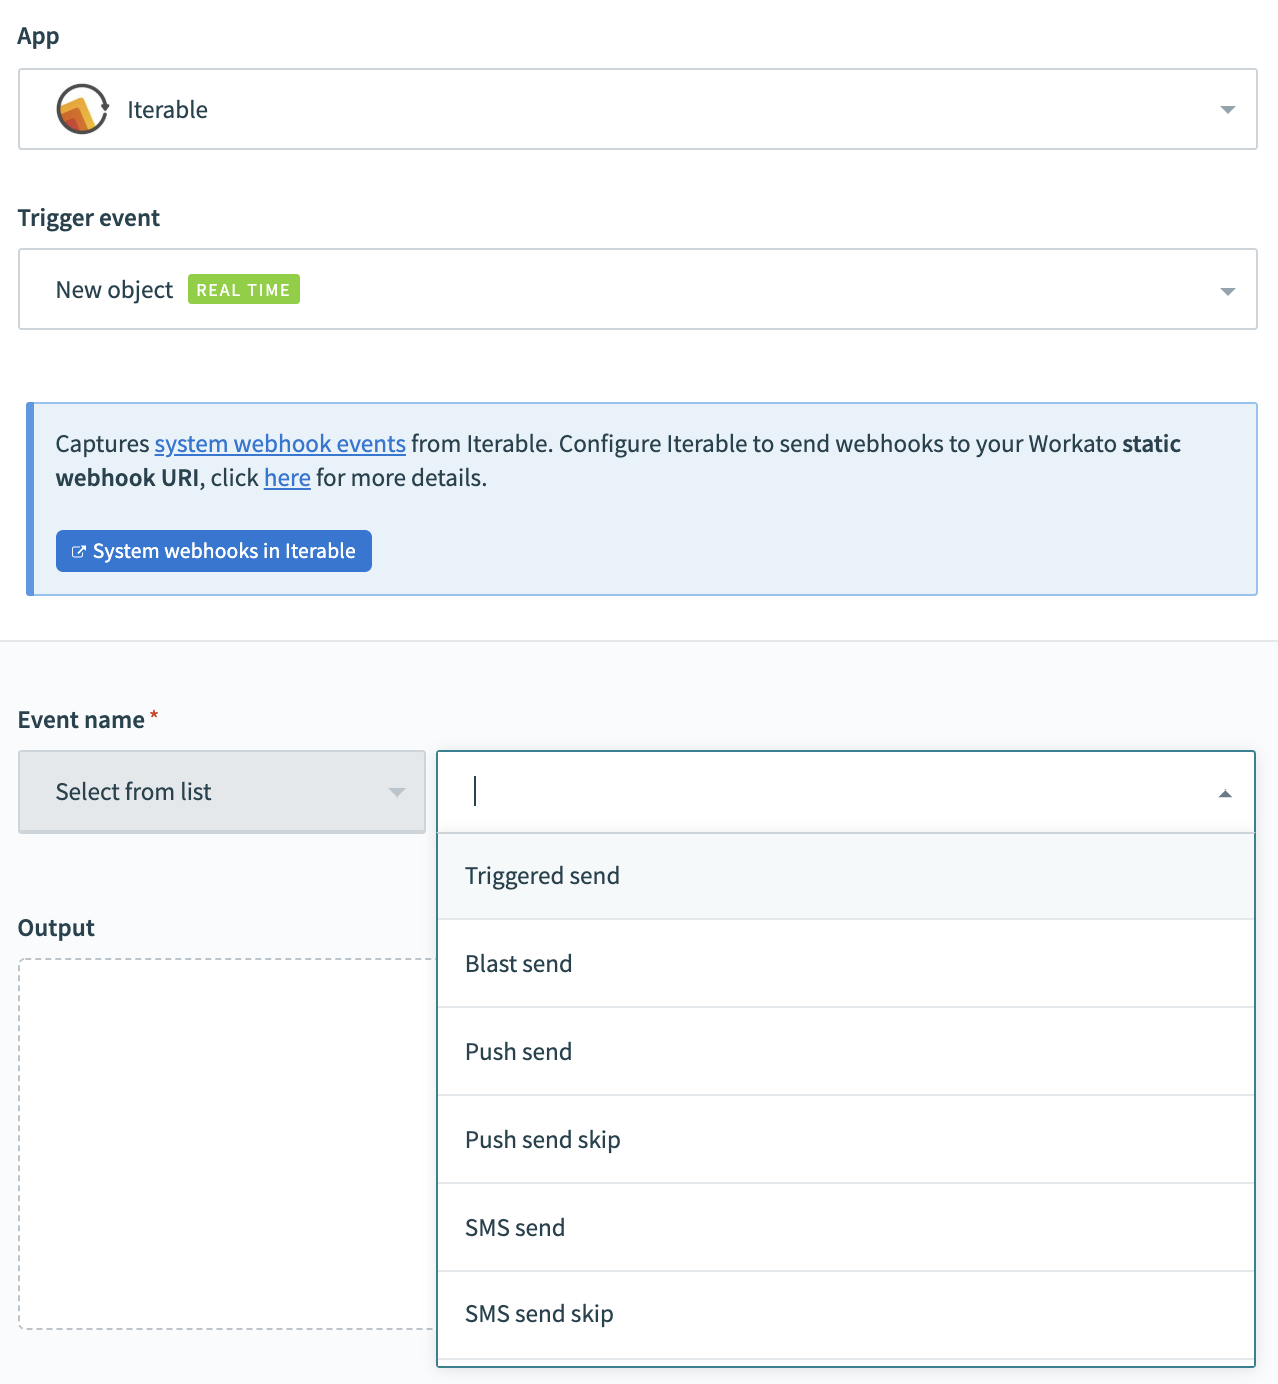 App
Iterable
Trigger event
New object REAL TIME
Captures system webhook events from Iterable. Configure Iterable to send webhooks to your Workato static
webhook URI, click here for more details.
System webhooks in Iterable
Event name *
Select from list
Triggered send
Output
Blast send
Push send
Push send skip
SMS send
SMS send skip